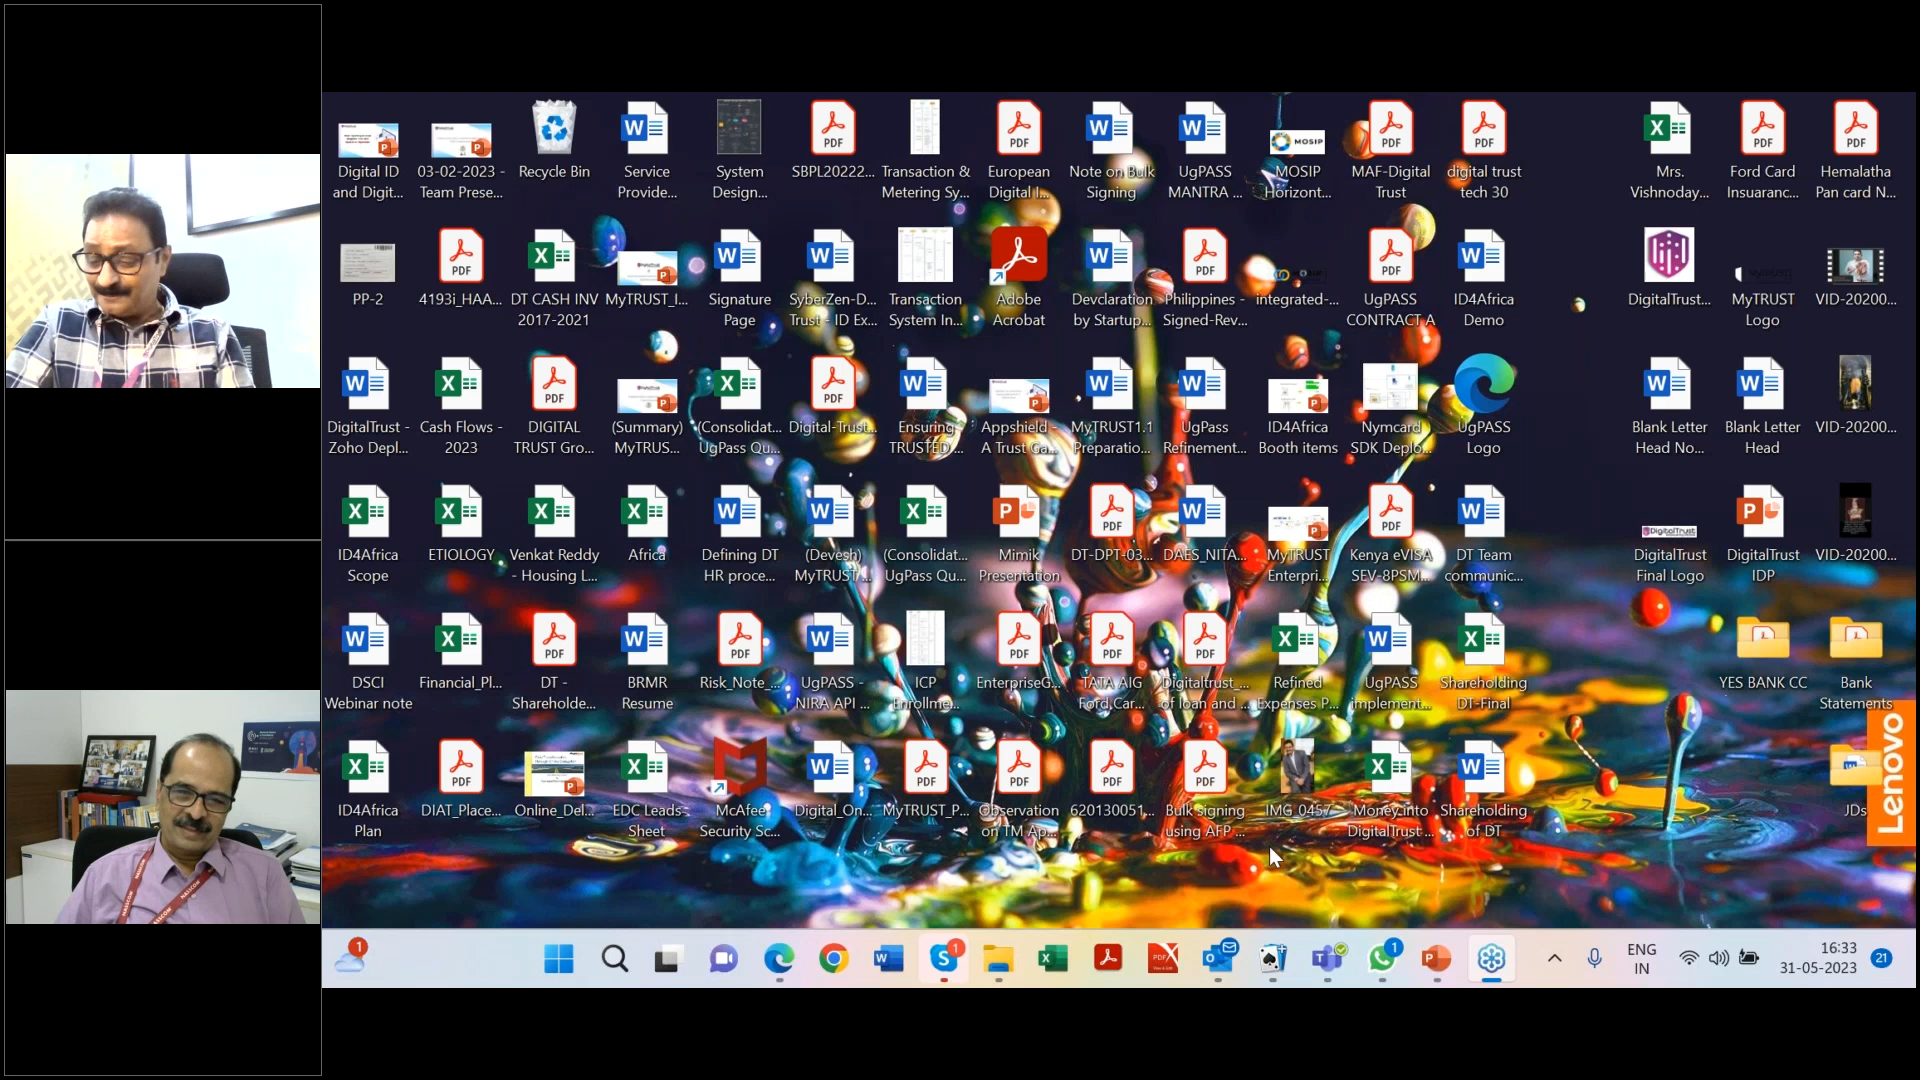 Digital ID
and Digit...
03-02-2023 -
Team Prese...
Recycle Bin
Service
Provide...
System
Design...
SBPL20222...
Transaction &
Metering Sy...
European
Digital I...
Note on Bulk
Signing
UgPASS
MANTRA ...
MOSIP
MOSIP
Horizont...
MAF-Digital
Trust
digital trust
tech 30
Mrs.
Vishnoday...
Ford Card
Insuaranc...
Hemalatha
Pan card N...
PP-2
4193i_HAA...
DT CASH INV
2017-2021
MyTRUST_I...
Signature
Page
SyberZen-D...
Trust - ID Ex...
Transaction
System In...
Adobe
Acrobat
Devclaration
by Startup...
Philippines -
Signed-Rev...
integrated-...
UgPASS
CONTRACT A
ID4Africa
Demo
DigitalTrust...
MyTRUST
Logo
VID-20200...
DigitalTrust -
Zoho Depl...
Cash Flows -
2023
DIGITAL
TRUST Gro...
(Summary)
MyTRUS...
(Consolidat...
UgPass Qu...
Digital-Trust...
Ensuring
TRUSTED ...
Appshield -
A Trust Ga...
MyTRUST1.1
Preparatio...
UgPass
Refinement...
ID4Africa
Booth items
Nymcard
SDK Deplo...
UgPASS
Logo
Blank Letter
Head No...
Blank Letter
Head
VID-20200...
ID4Africa
Scope
ETIOLOGY
Venkat Reddy
- Housing L...
Africa
Defining DT
HR proce...
(Devesh)
MyTRUST ...
(Consolidat...
UgPass Qu...
Mimik
Presentation
DT-DPT-03...
DAES_NITA...
MyTRUST
Enterpri...
Kenya eVISA
SEV-8PSM...
DT Team
communic...
DigitalTrust
DigitalTrust
Final Logo
DigitalTrust
IDP
VID-20200...
DSCI
Webinar note
Financial_Pl...
DT -
Shareholde...
BRMR
Resume
Risk_Note_...
UgPASS -
NIRA API ...
ICP
Enrollme...
EnterpriseG...
TATA AIG
Ford Car...
Digitaltrust_...
of loan and ...
Refined
Expenses P...
UgPASS
implement...
Shareholding
DT-Final
YES BANK CC
Bank
Statements
ID4Africa
Plan
DIAT_Place...
Online_Del...
EDC Leads
Sheet
McAfee
Security Sc...
Digital_On...
MyTRUST_P...
Observation
on TM Ap...
620130051...
Bulk signing
using AFP ...
IMG_0457
Money into
DigitalTrust ...
Shareholding
of DT
JDs
Lenovo
NASSCOM
1
1
1
ENG
IN
16:33
31-05-2023
21